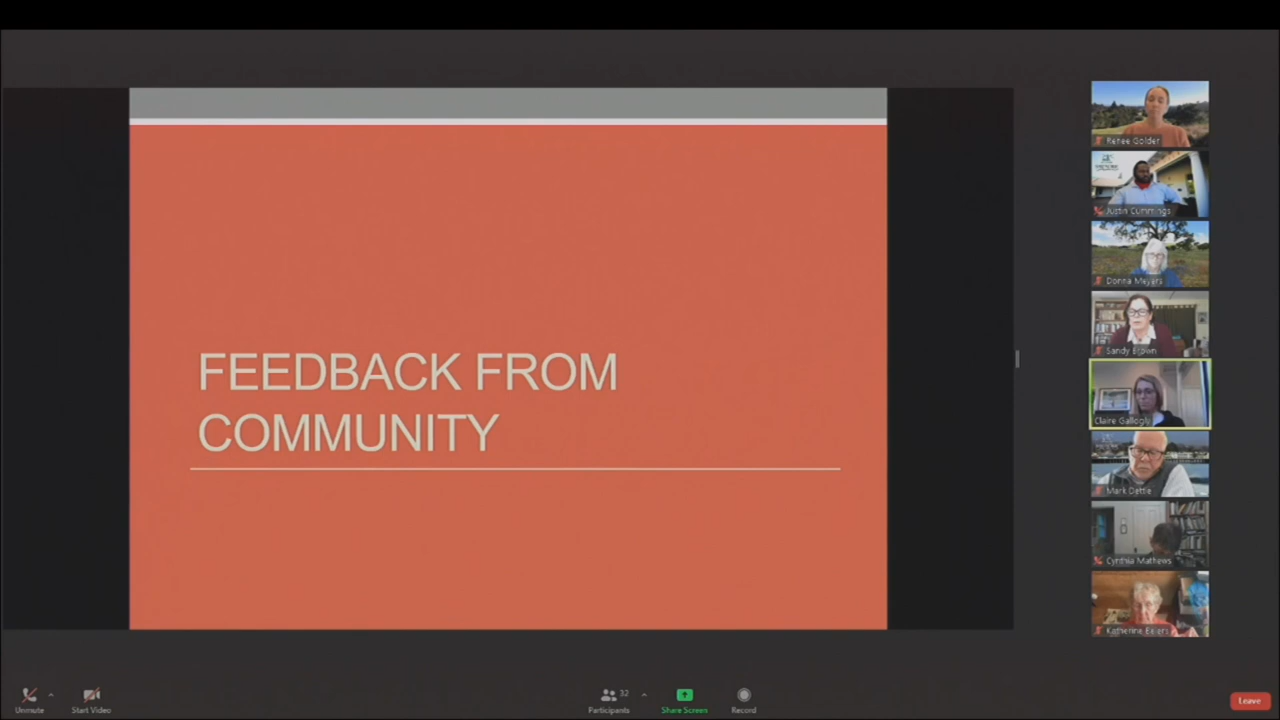 FEEDBACK FROM
COMMUNITY
Renee Golder
Justin Cummings
Donna Meyers
Sandy Brown
Claire Gallogly
Mark Dettle
Cynthia Mathews
Katherine Beiers
Unmute
Start Video
Participants
32
Share Screen
Record
Leave